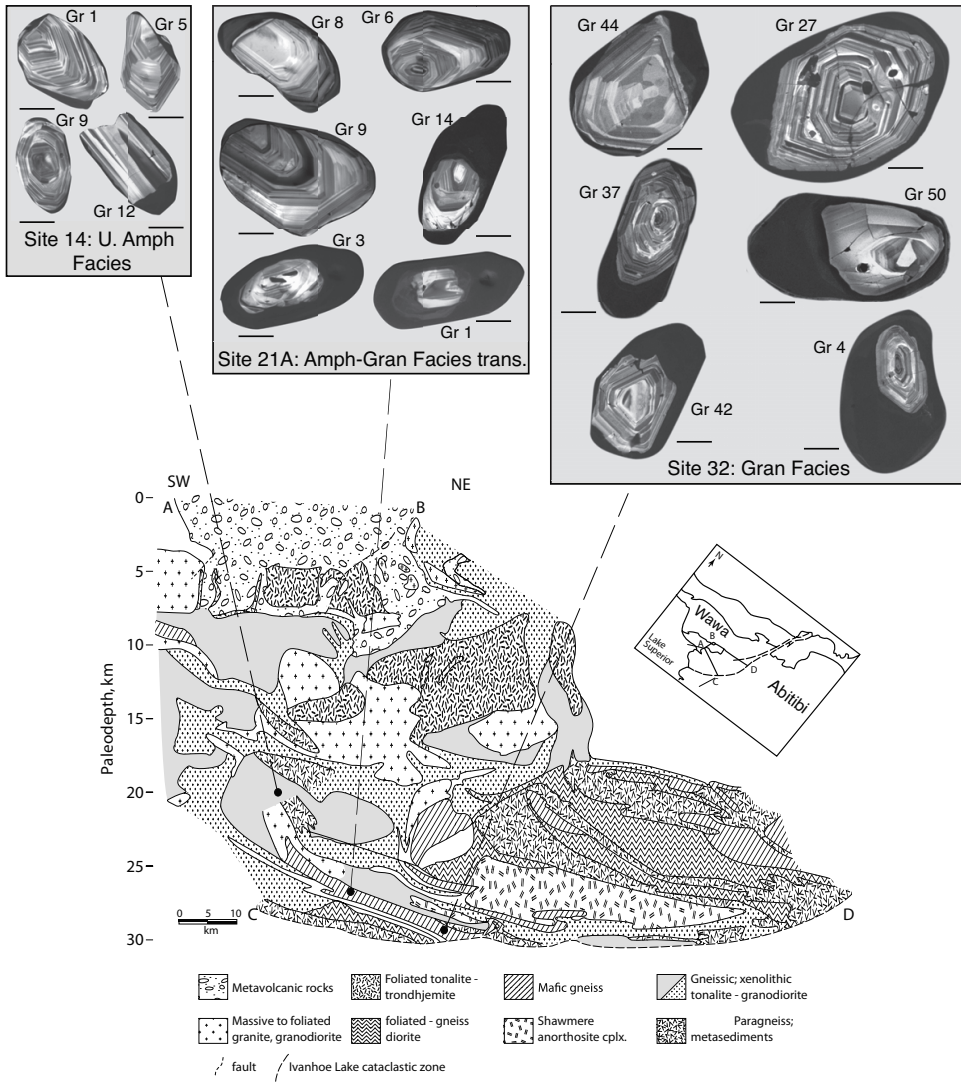 Gr 1
Gr 5
Gr 9
Gr 12
Site 14: U. Amph
Facies
Gr 8
Gr 6
Gr 9
Gr 14
Gr 3
Gr 1
Site 21A: Amph-Gran Facies trans.
Gr 44
Gr 27
Gr 37
Gr 50
Gr 42
Gr 4
Site 32: Gran Facies
SW
NE
A
B
0
5
10
15
20
25
30
Paleodepth, km
C
D
0 5 10
km
N
Wawa
Lake
Superior
A
B
C
D
Abitibi
Metavolcanic rocks
Foliated tonalite -
trondhjemite
Mafic gneiss
Gneissic; xenolithic
tonalite - granodiorite
Massive to foliated
granite, granodiorite
foliated - gneiss
diorite
Shawmere
anorthosite cplx.
Paragneiss;
metasediments
fault
Ivanhoe Lake cataclastic zone